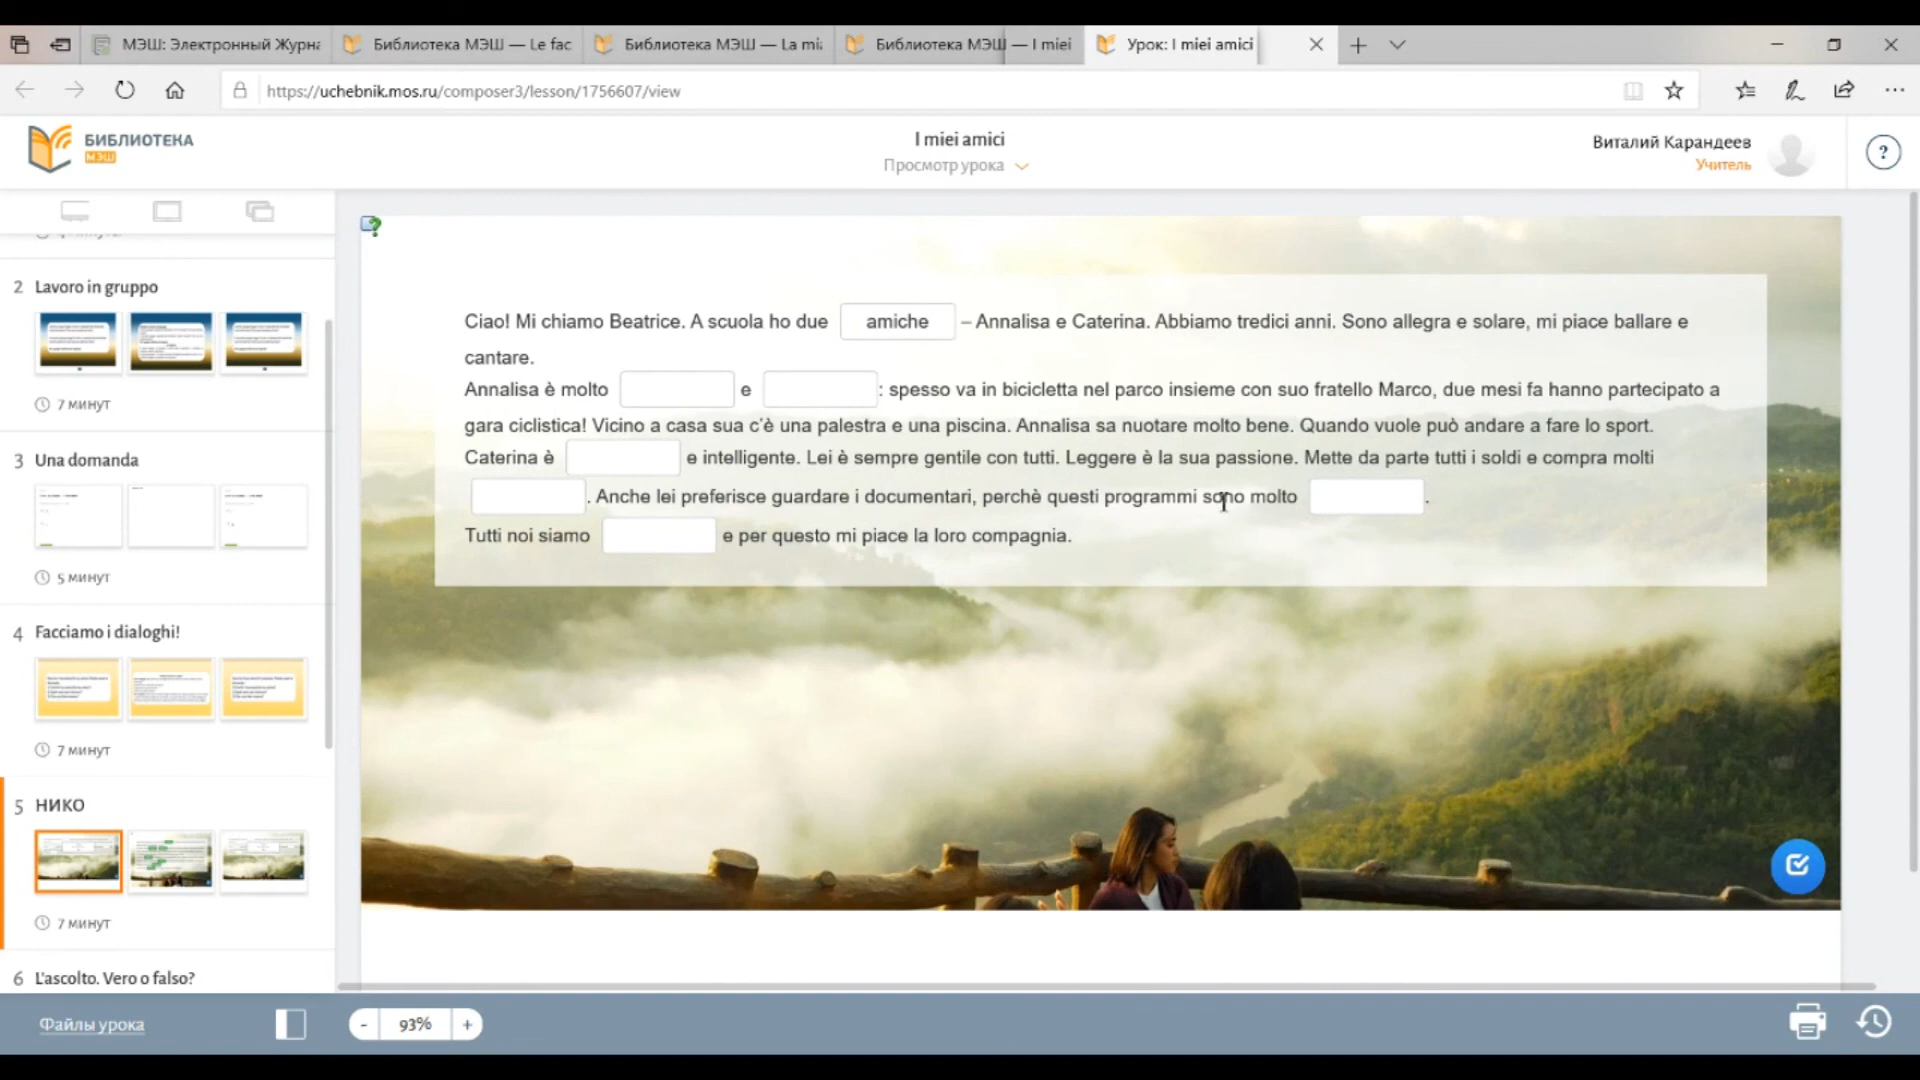 МЭШ: Электронный Журна
Библиотека МЭШ — Le fac
Библиотека МЭШ — La mi
Библиотека МЭШ — I miei
Урок: I miei amici
https://uchebnik.mos.ru/composer3/lesson/1756607/view
БИБЛИОТЕКА
МЭШ
I miei amici
Просмотр урока
Виталий Карандеев
Учитель
?
2 Lavoro in gruppo
7 минут
3 Una domanda
5 минут
4 Facciamo i dialoghi!
7 минут
5 НИКО
7 минут
6 L'ascolto. Vero o falso?
Ciao! Mi chiamo Beatrice. A scuola ho due amiche – Annalisa e Caterina. Abbiamo tredici anni. Sono allegra e solare, mi piace ballare e
cantare.
Annalisa è molto e : spesso va in bicicletta nel parco insieme con suo fratello Marco, due mesi fa hanno partecipato a
gara ciclistica! Vicino a casa sua c'è una palestra e una piscina. Annalisa sa nuotare molto bene. Quando vuole può andare a fare lo sport.
Caterina è e intelligente. Lei è sempre gentile con tutti. Leggere è la sua passione. Mette da parte tutti i soldi e compra molti
. Anche lei preferisce guardare i documentari, perchè questi programmi sono molto .
Tutti noi siamo e per questo mi piace la loro compagnia.
Файлы урока
- 93% +